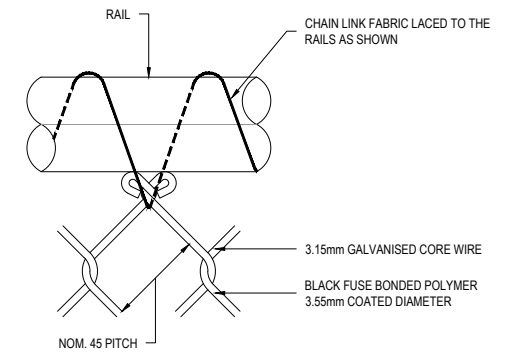 RAIL
CHAIN LINK FABRIC LACED TO THE
RAILS AS SHOWN
3.15mm GALVANISED CORE WIRE
BLACK FUSE BONDED POLYMER
3.55mm COATED DIAMETER
NOM. 45 PITCH